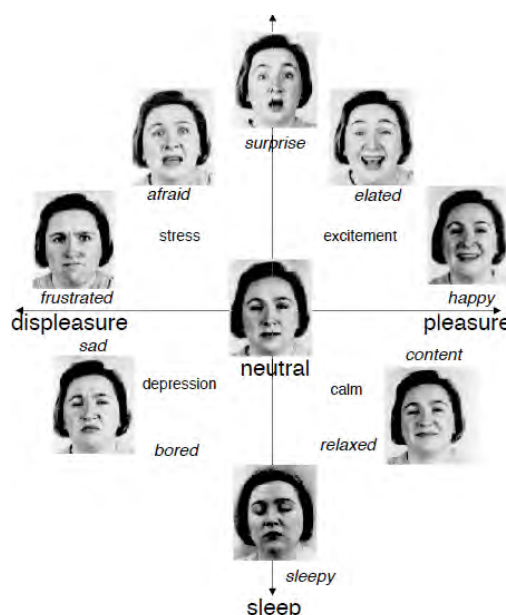 surprise
afraid
elated
stress
excitement
frustrated
happy
displeasure
pleasure
sad
neutral
content
depression
calm
bored
relaxed
sleepy
sleep